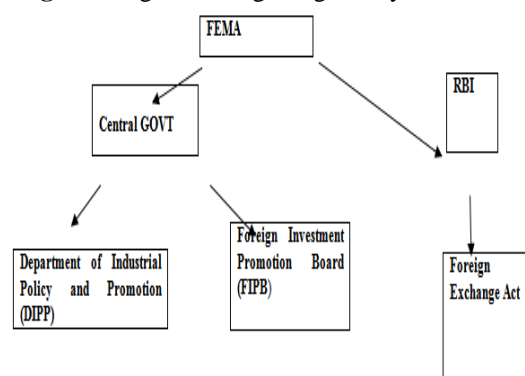 FEMA
RBI
Central GOVT
Department of Industrial
Policy and Promotion
(DIPP)
Foreign Investment
Promotion Board
(FIPB)
Foreign
Exchange Act